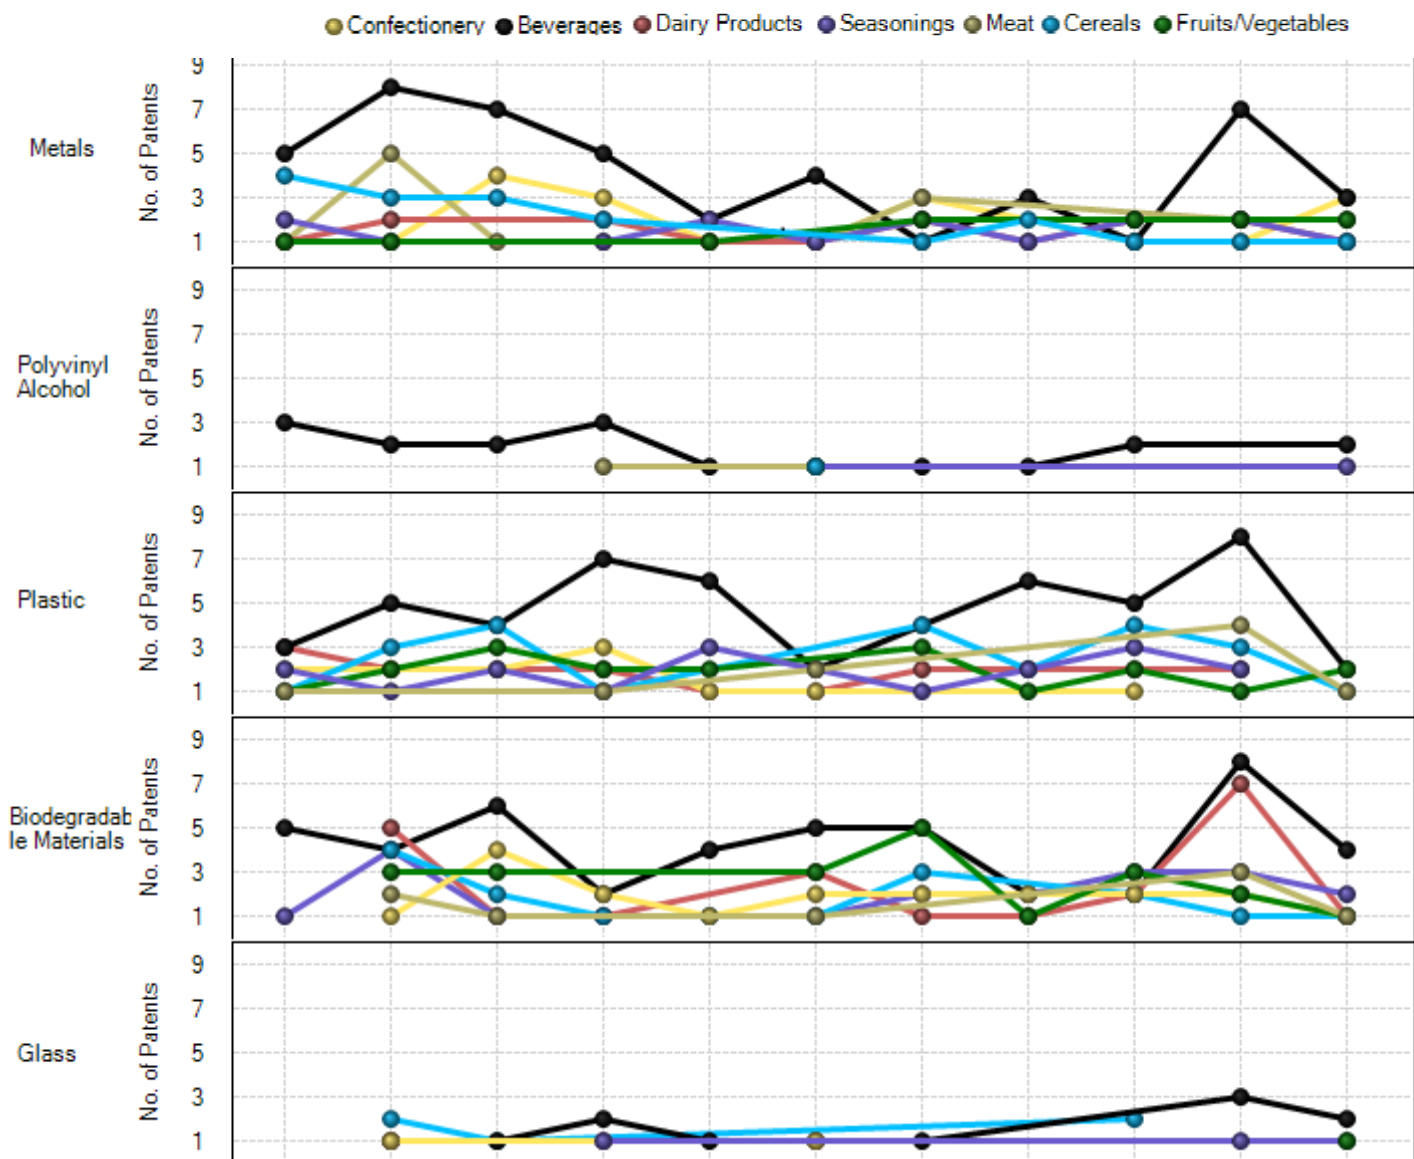 Confectionery Beverages Dairy Products Seasonings Meat Cereals Fruits/Vegetables
Metals
No. of Patents
9
7
5
3
1
Polyvinyl
Alcohol
No. of Patents
9
7
5
3
1
Plastic
No. of Patents
9
7
5
3
1
Biodegradab
le Materials
No. of Patents
9
7
5
3
1
Glass
No. of Patents
9
7
5
3
1